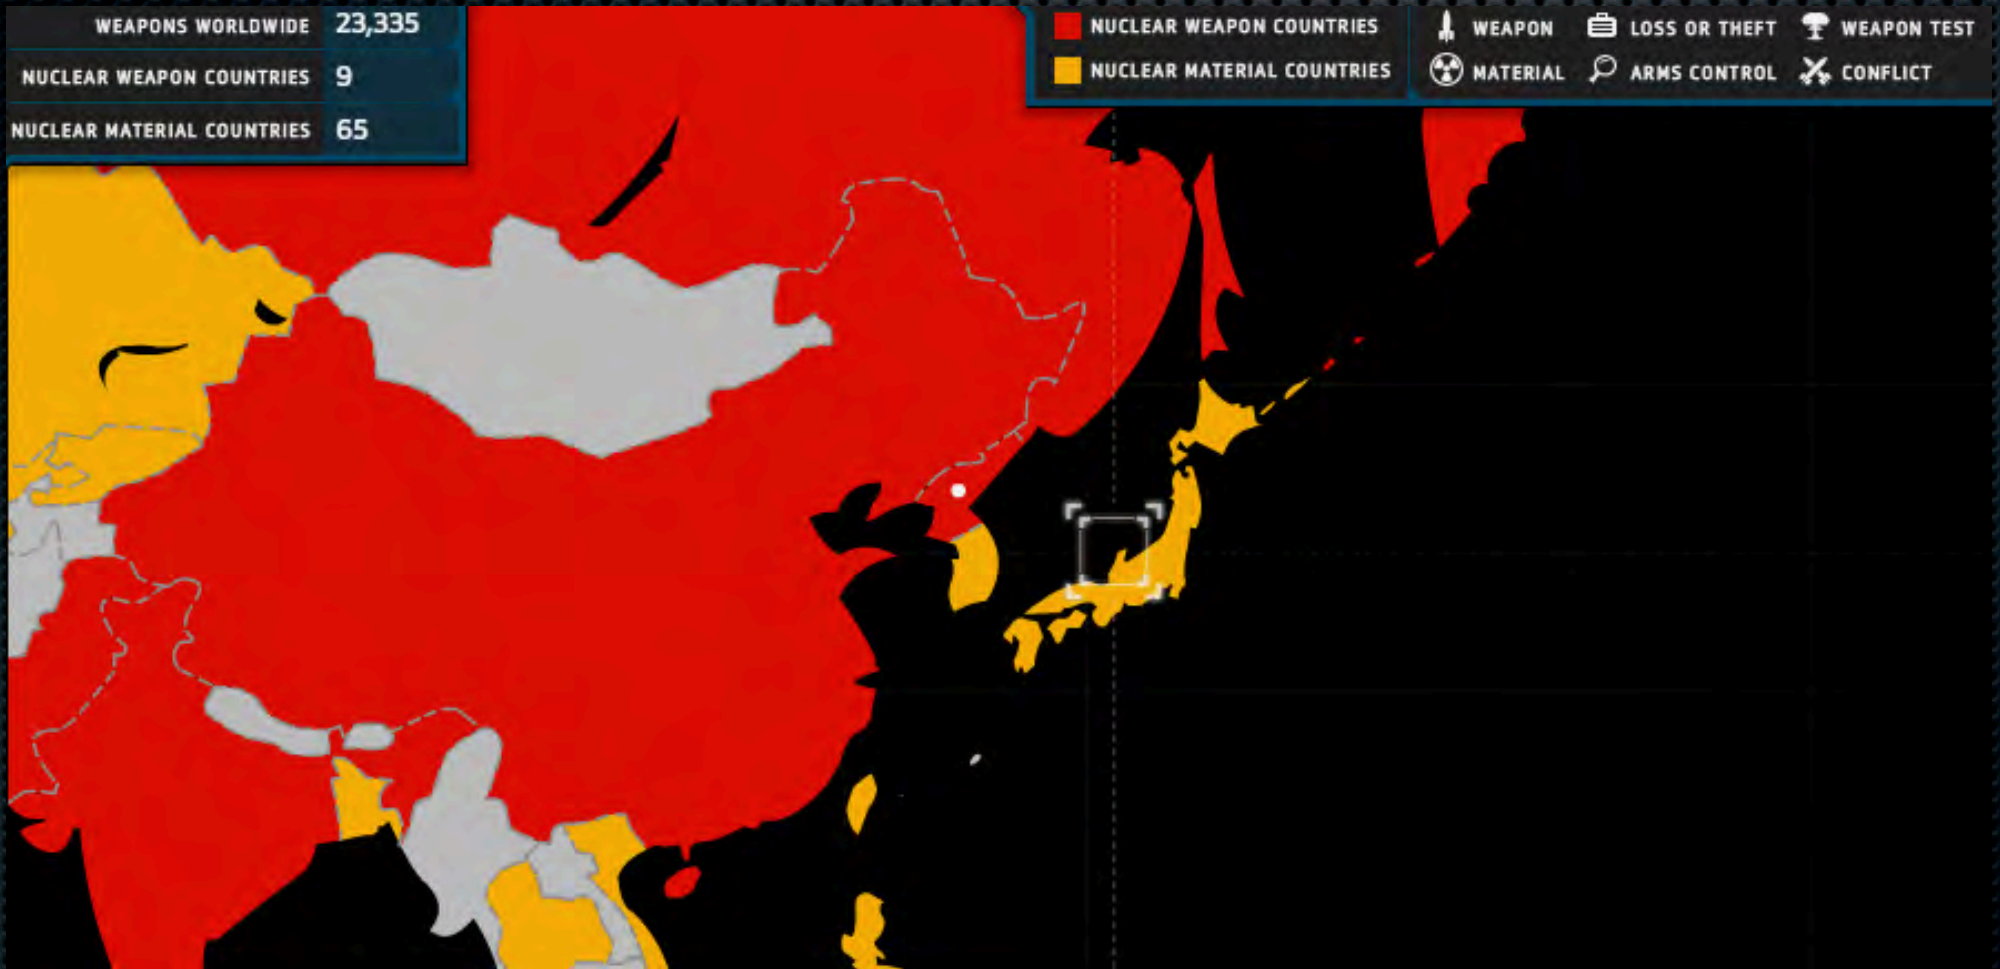 WEAPONS WORLDWIDE 23,335
NUCLEAR WEAPON COUNTRIES 9
NUCLEAR MATERIAL COUNTRIES 65
NUCLEAR WEAPON COUNTRIES
NUCLEAR MATERIAL COUNTRIES
WEAPON LOSS OR THEFT WEAPON TEST
MATERIAL ARMS CONTROL CONFLICT